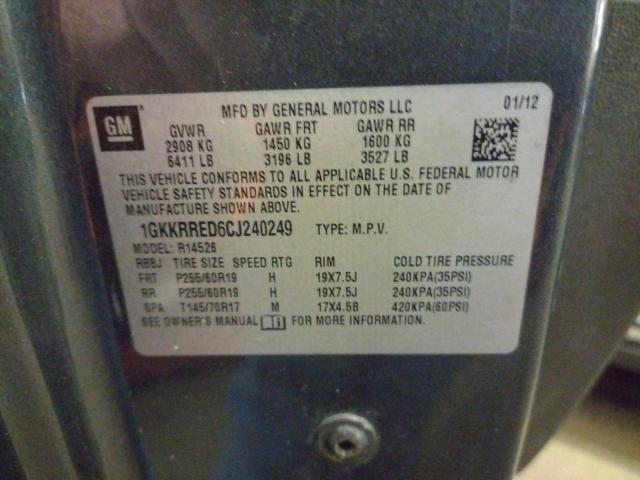 GM
MFD BY GENERAL MOTORS LLC 01/12
GVWR GAWR FRT GAWR RR
2908 KG 1450 KG 1600 KG
6411 LB 3196 LB 3527 LB
THIS VEHICLE CONFORMS TO ALL APPLICABLE U.S. FEDERAL MOTOR
VEHICLE SAFETY STANDARDS IN EFFECT ON THE DATE OF
MANUFACTURE SHOWN ABOVE.
1GKKRRED6CJ240249 TYPE: M.P.V.
MODEL: R14526
RBBJ TIRE SIZE SPEED RTG RIM COLD TIRE PRESSURE
FRT P255/60R19 H 19X7.5J 240KPA(35PSI)
RR P255/60R19 H 19X7.5J 240KPA(35PSI)
SPA T145/70R17 M 17X4.5B 420KPA(60PSI)
SEE OWNER'S MANUAL FOR MORE INFORMATION.